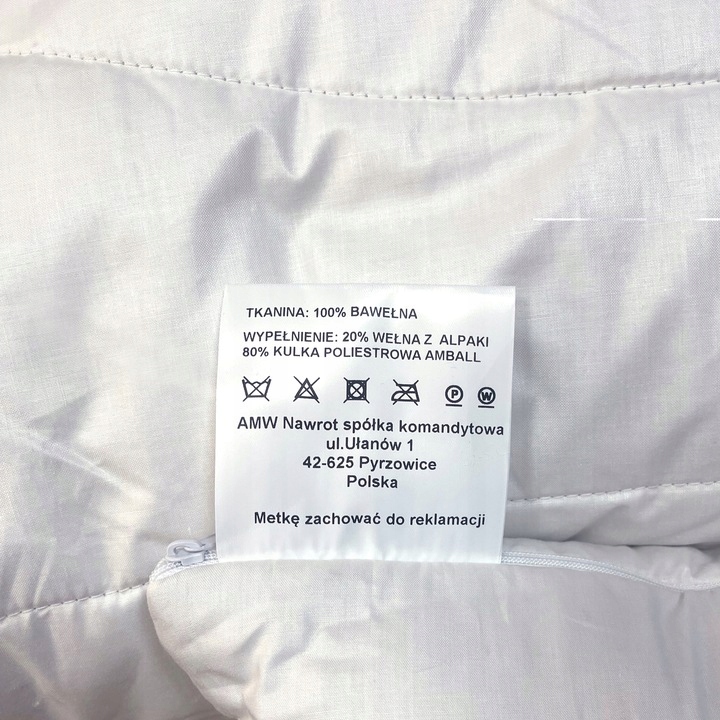 TKANINA: 100% BAWEŁNA
WYPEŁNIENIE: 20% WEŁNA Z ALPAKI
80% KULKA POLIESTROWA AMBALL
P W
AMW Nawrot spółka komandytowa
ul.Ułanów 1
42-625 Pyrzowice
Polska
Metkę zachować do reklamacji